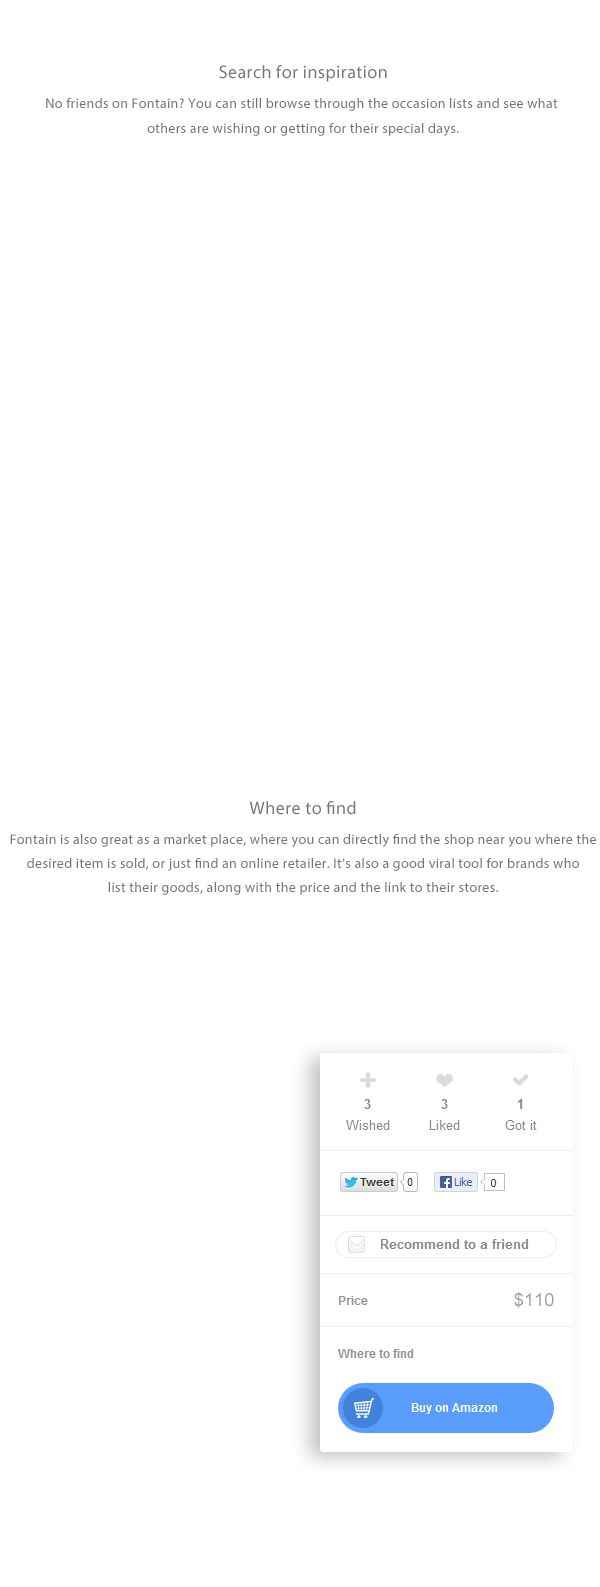 Search for inspiration
No friends on Fontain? You can still browse through the occasion lists and see what
others are wishing or getting for their special days.
Where to find
Fontain is also great as a market place, where you can directly find the shop near you where the
desired item is sold, or just find an online retailer. It's also a good viral tool for brands who
list their goods, along with the price and the link to their stores.
3 3 1
Wished Liked Got it
Tweet 0 Like 0
Recommend to a friend
Price $110
Where to find
Buy on Amazon